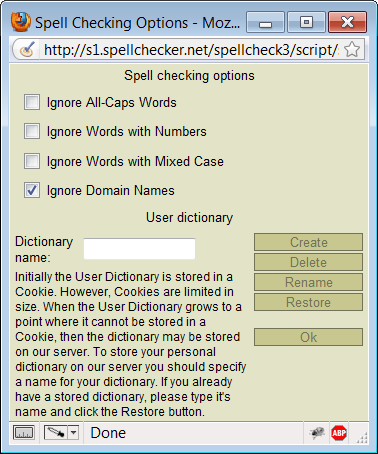 Spell Checking Options - Moz...
http://s1.spellchecker.net/spellcheck3/script/
Spell checking options
Ignore All-Caps Words
Ignore Words with Numbers
Ignore Words with Mixed Case
Ignore Domain Names
User dictionary
Dictionary
name:
Create
Delete
Rename
Restore
Ok
Initially the User Dictionary is stored in a
Cookie. However, Cookies are limited in
size. When the User Dictionary grows to a
point where it cannot be stored in a
Cookie, then the dictionary may be stored
on our server. To store your personal
dictionary on our server you should specify
a name for your dictionary. If you already
have a stored dictionary, please type it's
name and click the Restore button.
Done
ABP